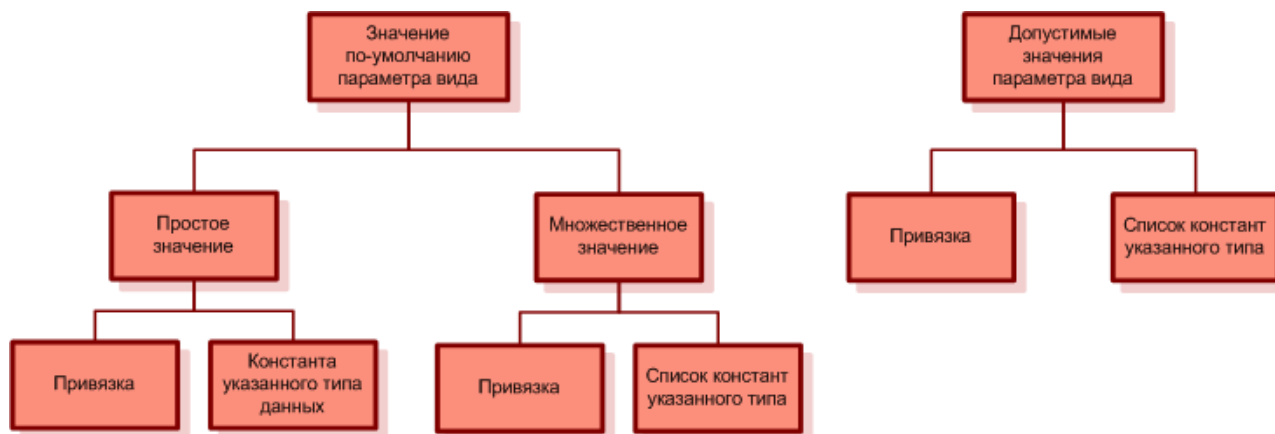 Значение
по-умолчанию
параметра вида
Допустимые
значения
параметра вида
Простое
значение
Множественное
значение
Привязка
Список констант
указанного типа
Привязка
Константа
указанного типа
данных
Привязка
Список констант
указанного типа